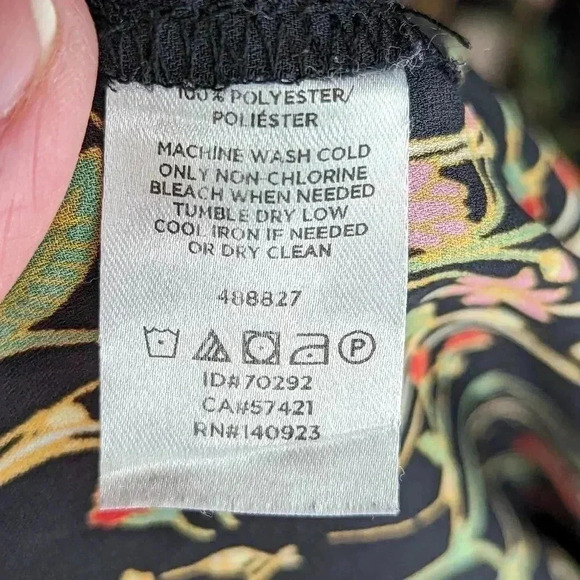 100% POLYESTER/
POLIÉSTER
MACHINE WASH COLD
ONLY NON-CHLORINE
BLEACH WHEN NEEDED
TUMBLE DRY LOW
COOL IRON IF NEEDED
OR DRY CLEAN
488827
P
ID#70292
CA#57421
RN#140923